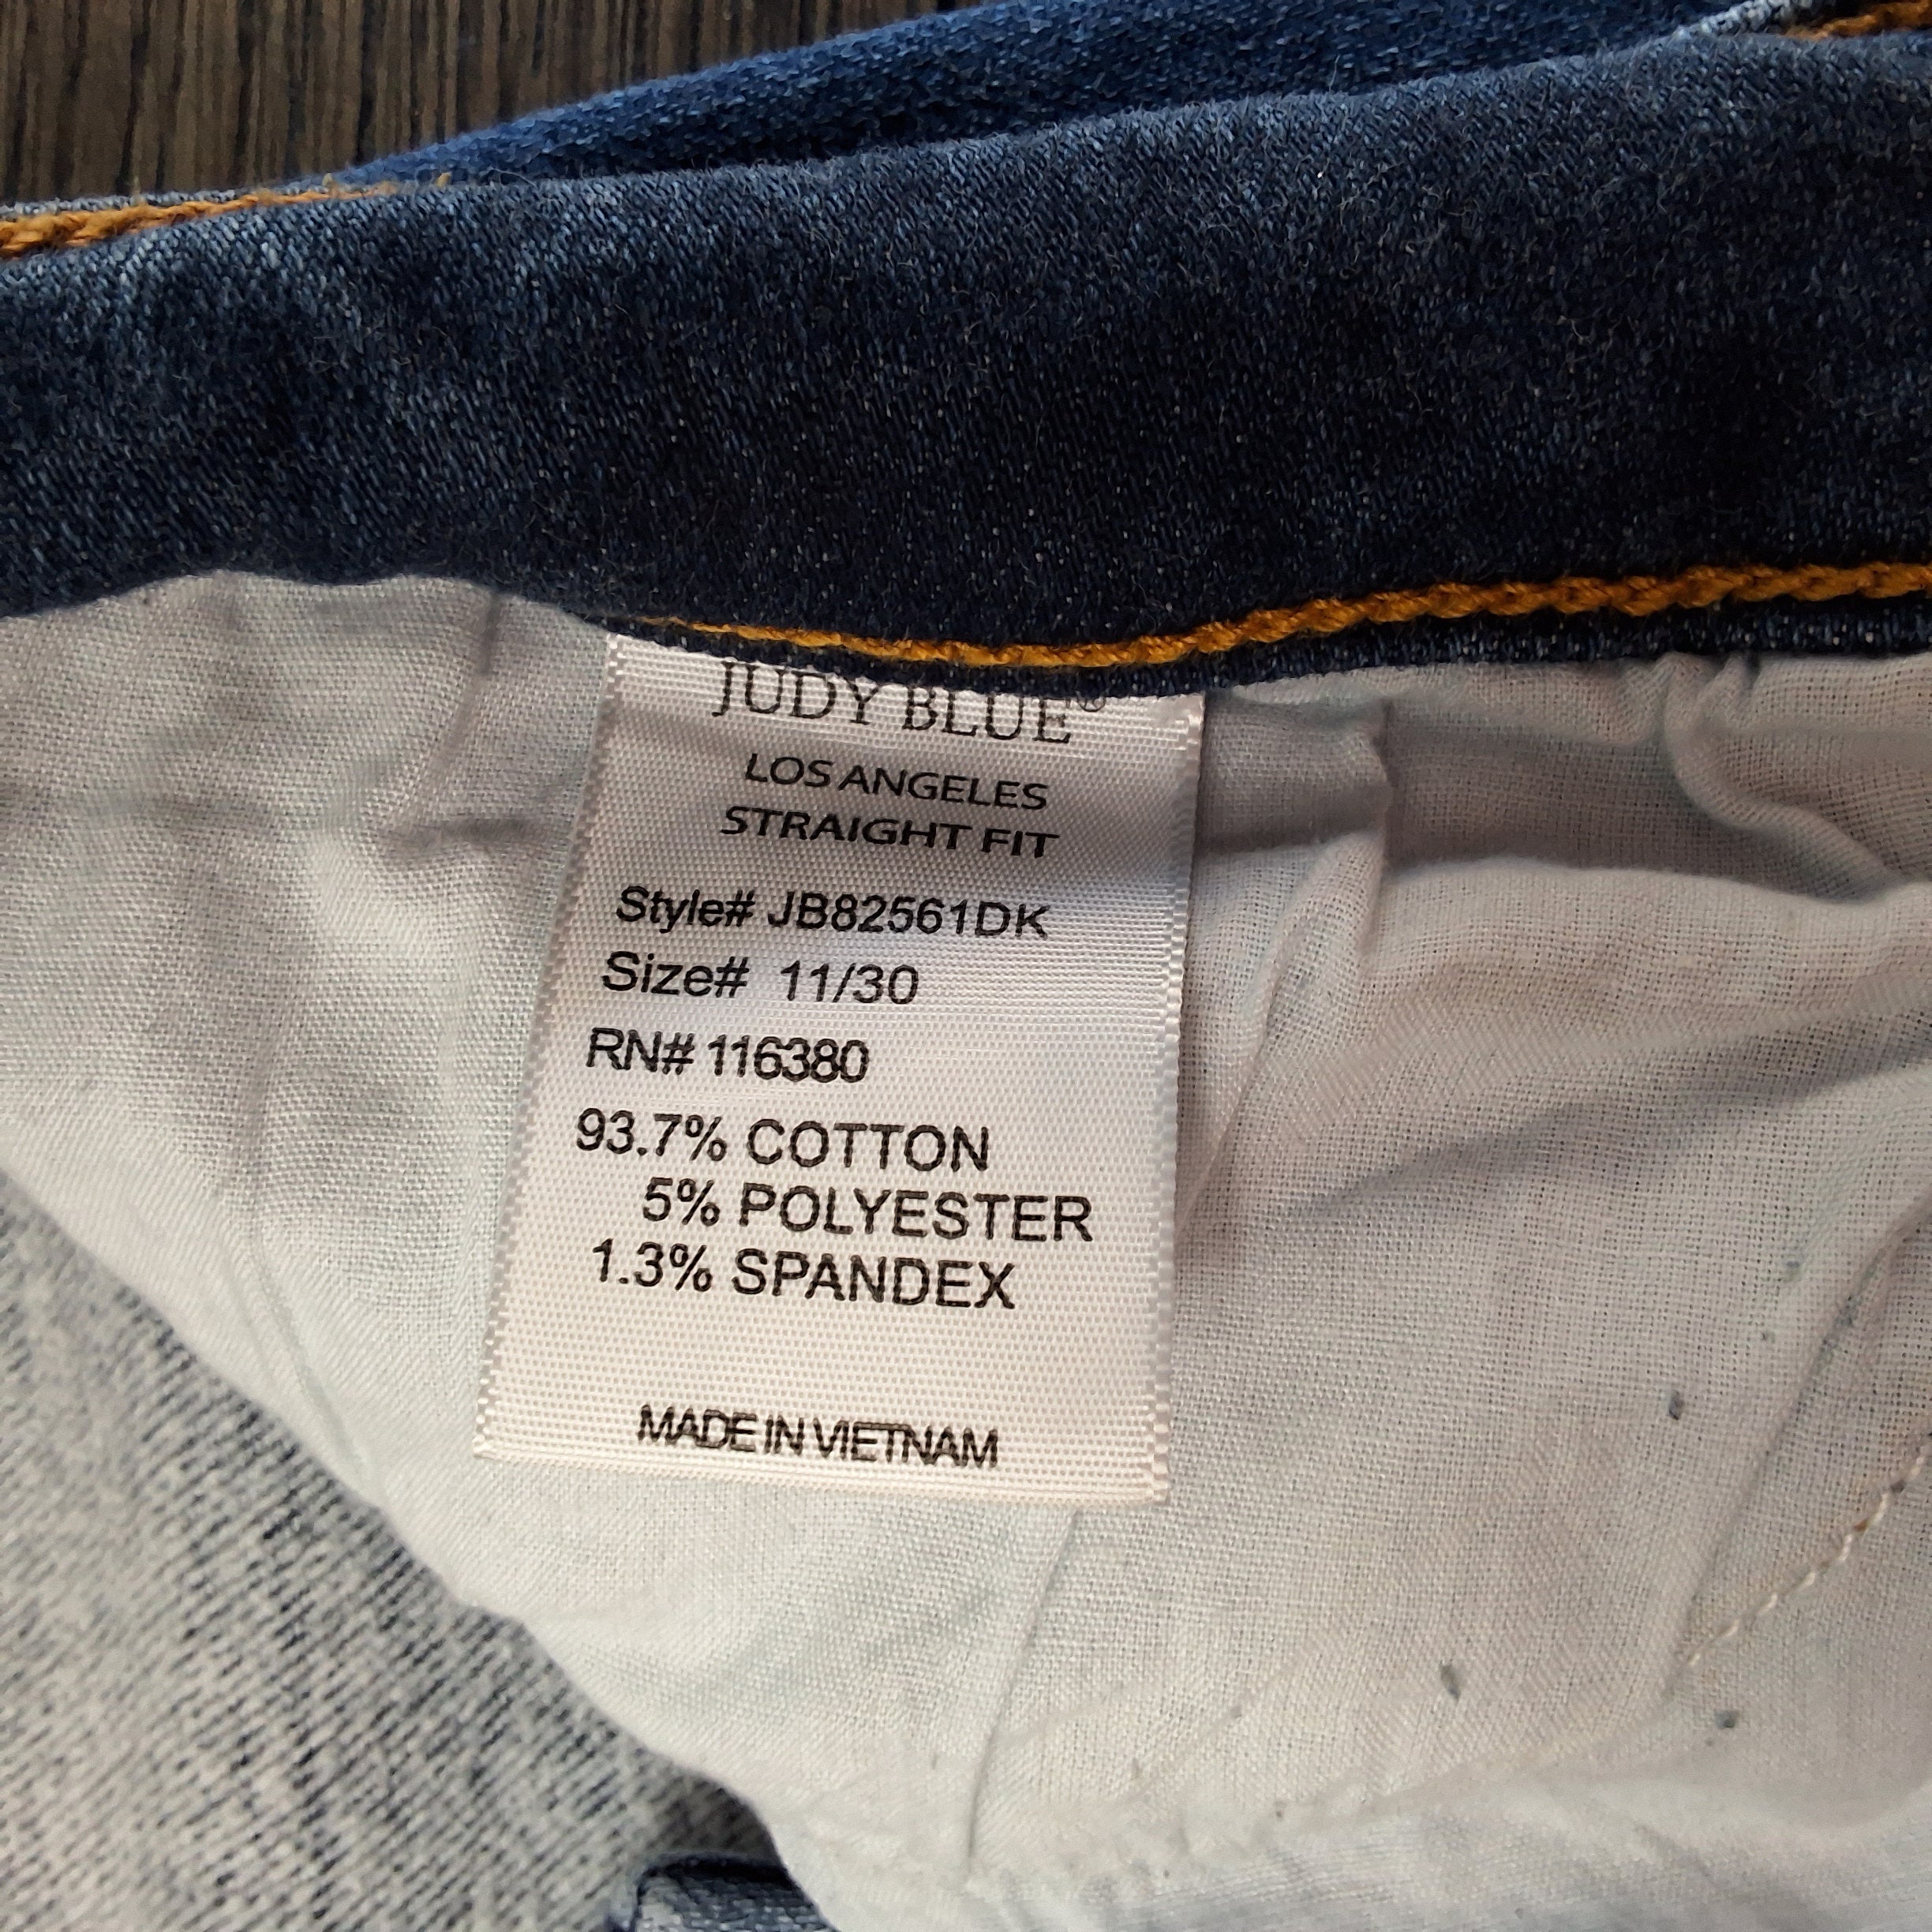 JUDY BLUE®
LOS ANGELES
STRAIGHT FIT
Style# JB82561DK
Size# 11/30
RN# 116380
93.7% COTTON
5% POLYESTER
1.3% SPANDEX
MADE IN VIETNAM